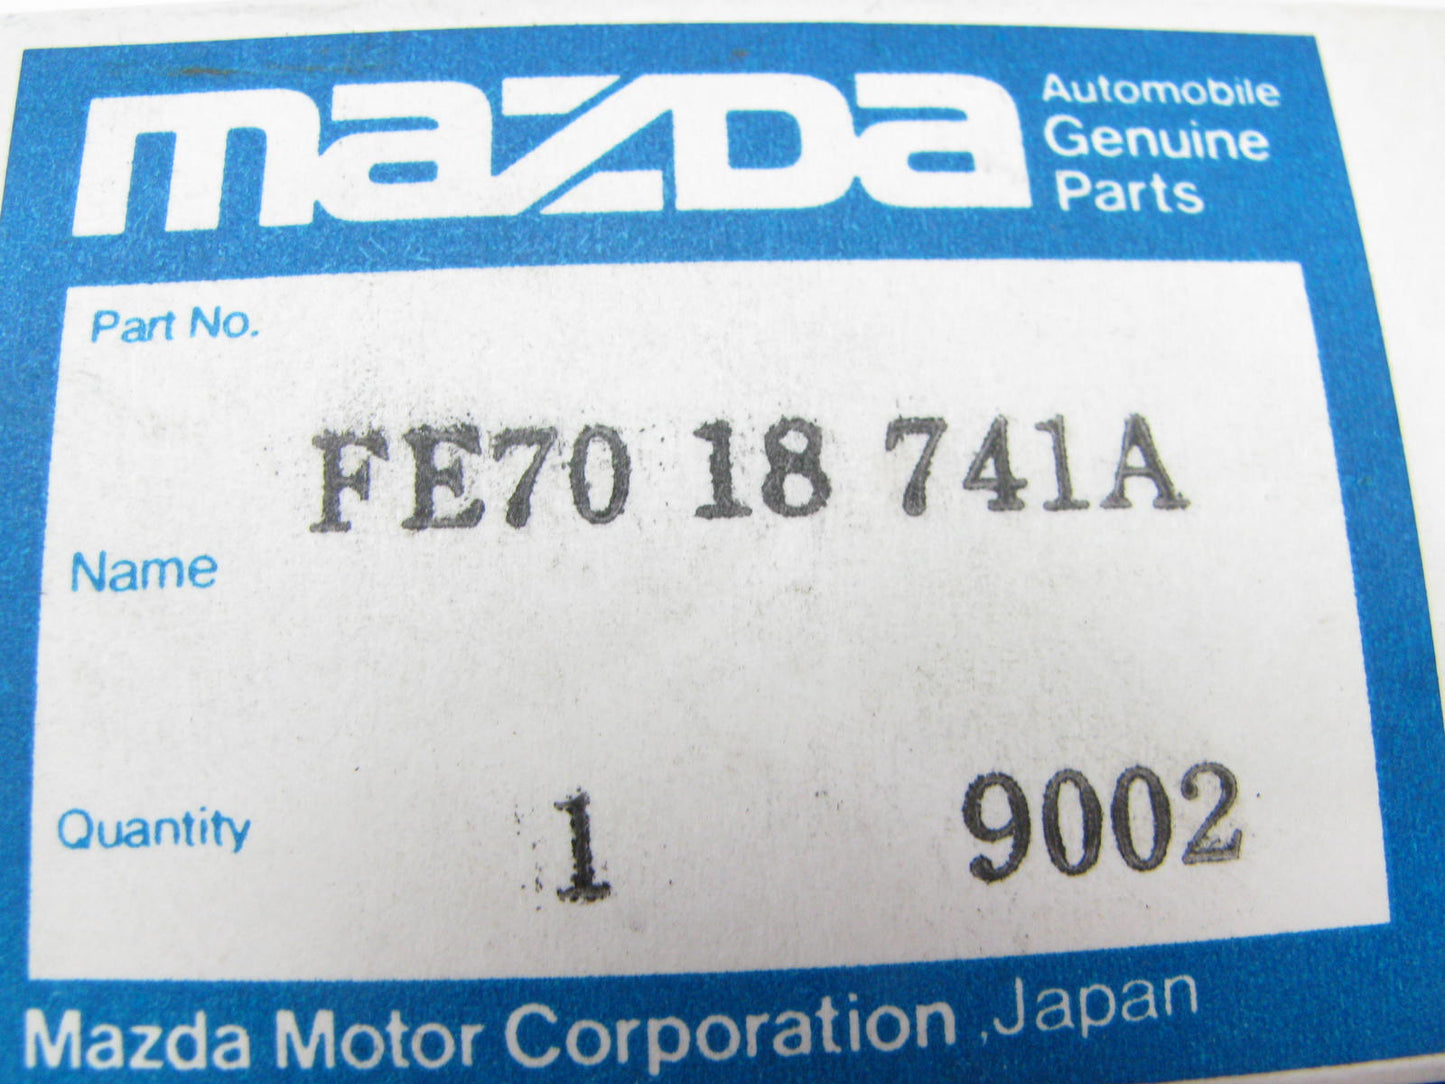 mazda
Automobile
Genuine
Parts
Part No.
FE70 18 741A
Name
Quantity 1 9002
Mazda Motor Corporation ,Japan